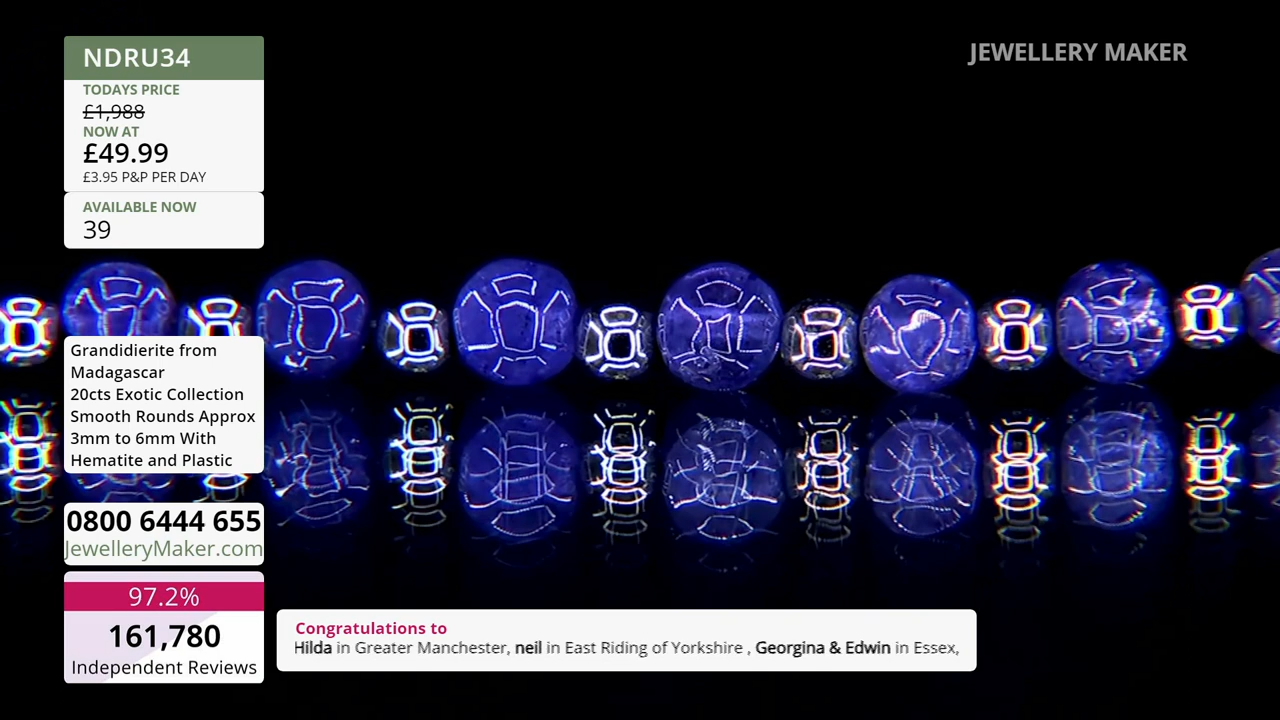 NDRU34
TODAYS PRICE
£1,988
NOW AT
£49.99
£3.95 P&P PER DAY
AVAILABLE NOW
39
JEWELLERY MAKER
Grandidierite from
Madagascar
20cts Exotic Collection
Smooth Rounds Approx
3mm to 6mm With
Hematite and Plastic
0800 6444 655
JewelleryMaker.com
97.2%
161,780
Independent Reviews
Congratulations to
Hilda in Greater Manchester, neil in East Riding of Yorkshire , Georgina & Edwin in Essex,